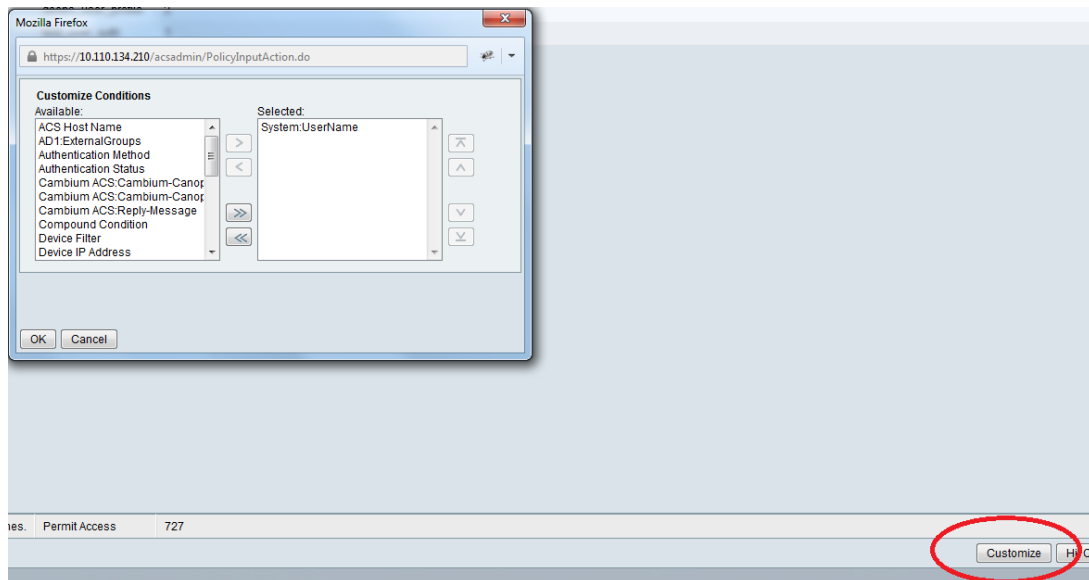 Mozilla Firefox
https://10.110.134.210/acsadmin/PolicyInputAction.do
Customize Conditions
Available:
Selected:
ACS Host Name
AD1:ExternalGroups
Authentication Method
Authentication Status
Cambium ACS:Cambium-Canop
Cambium ACS:Cambium-Canop
Cambium ACS:Reply-Message
Compound Condition
Device Filter
Device IP Address
System:UserName
>
<
>>
<<
OK
Cancel
nes.
Permit Access
727
Customize
Hi